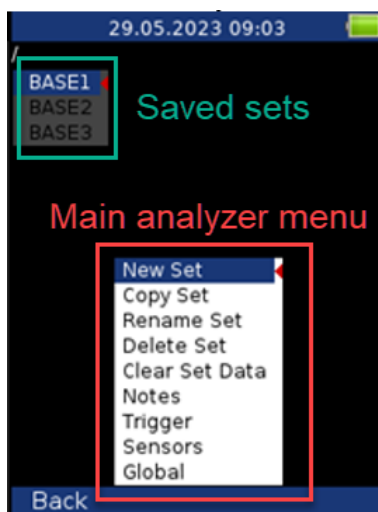 29.05.2023 09:03
/
BASE1
BASE2
BASE3
Saved sets
Main analyzer menu
New Set
Copy Set
Rename Set
Delete Set
Clear Set Data
Notes
Trigger
Sensors
Global
Back